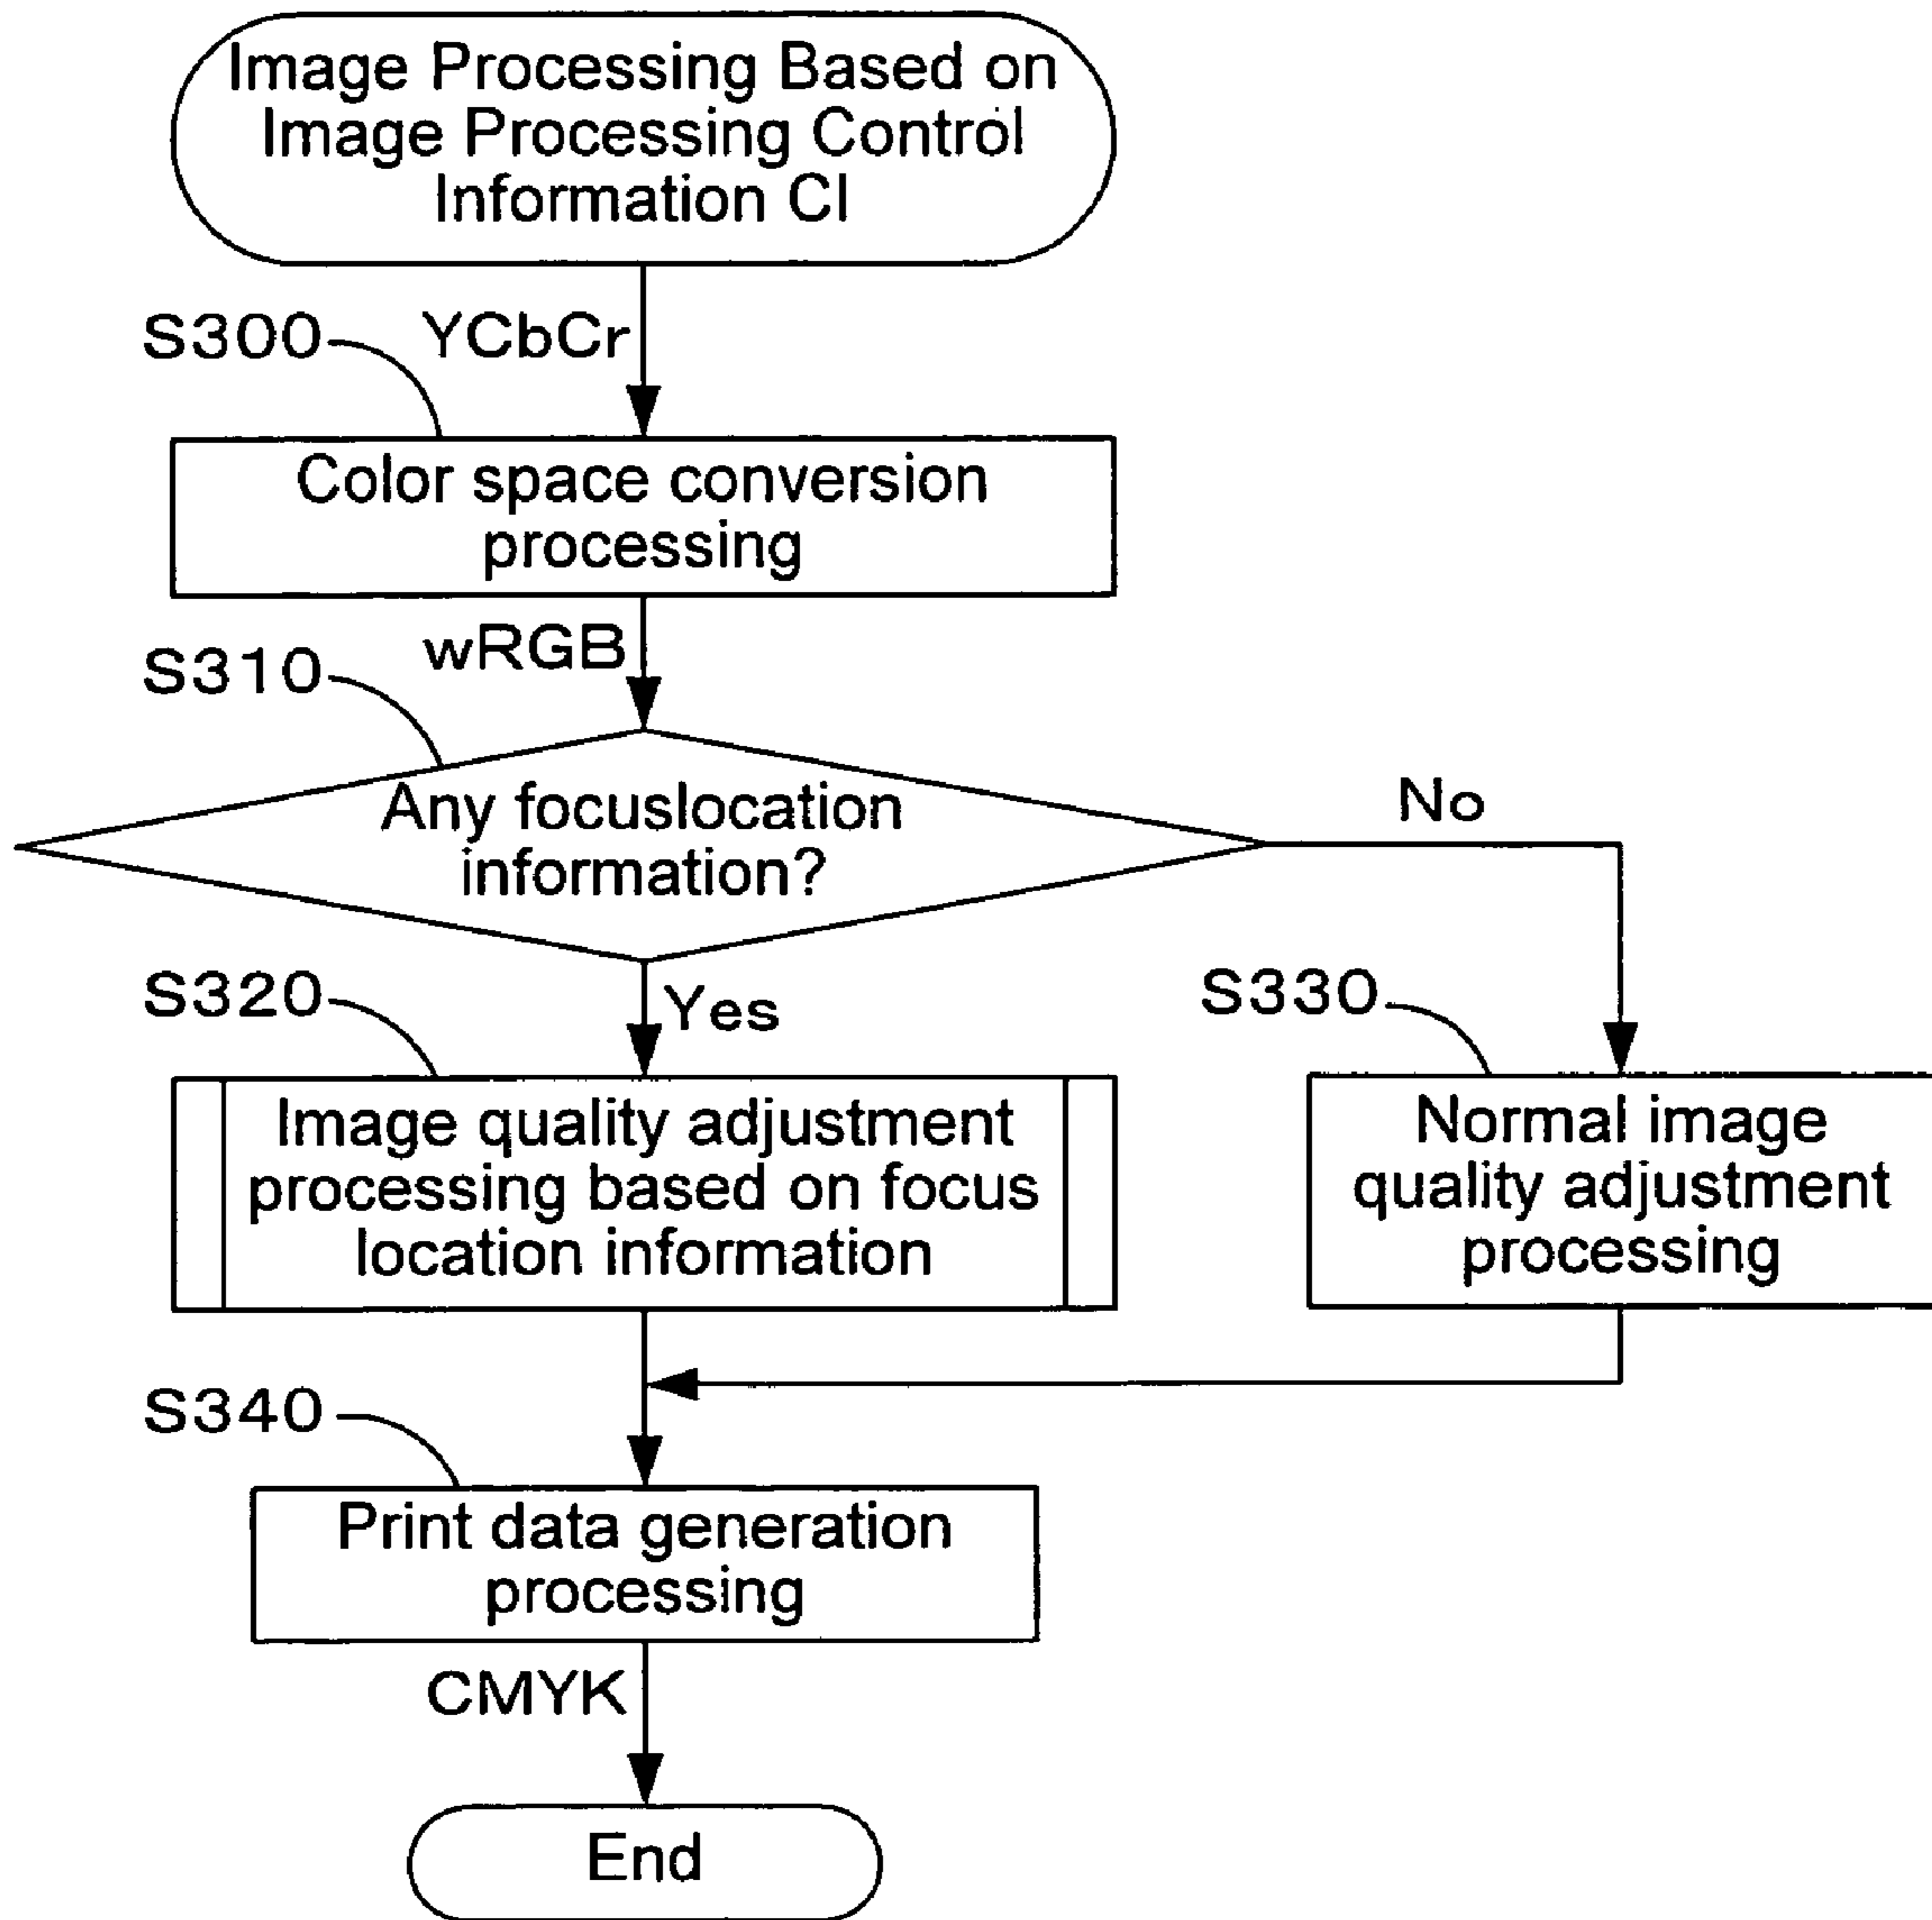 Image Processing Based on
Image Processing Control
Information CI
S300
YCbCr
Color space conversion
processing
S310
wRGB
Any focuslocation
information?
No
S320
Yes
S330
Image quality adjustment
processing based on focus
location information
Normal image
quality adjustment
processing
S340
Print data generation
processing
CMYK
End